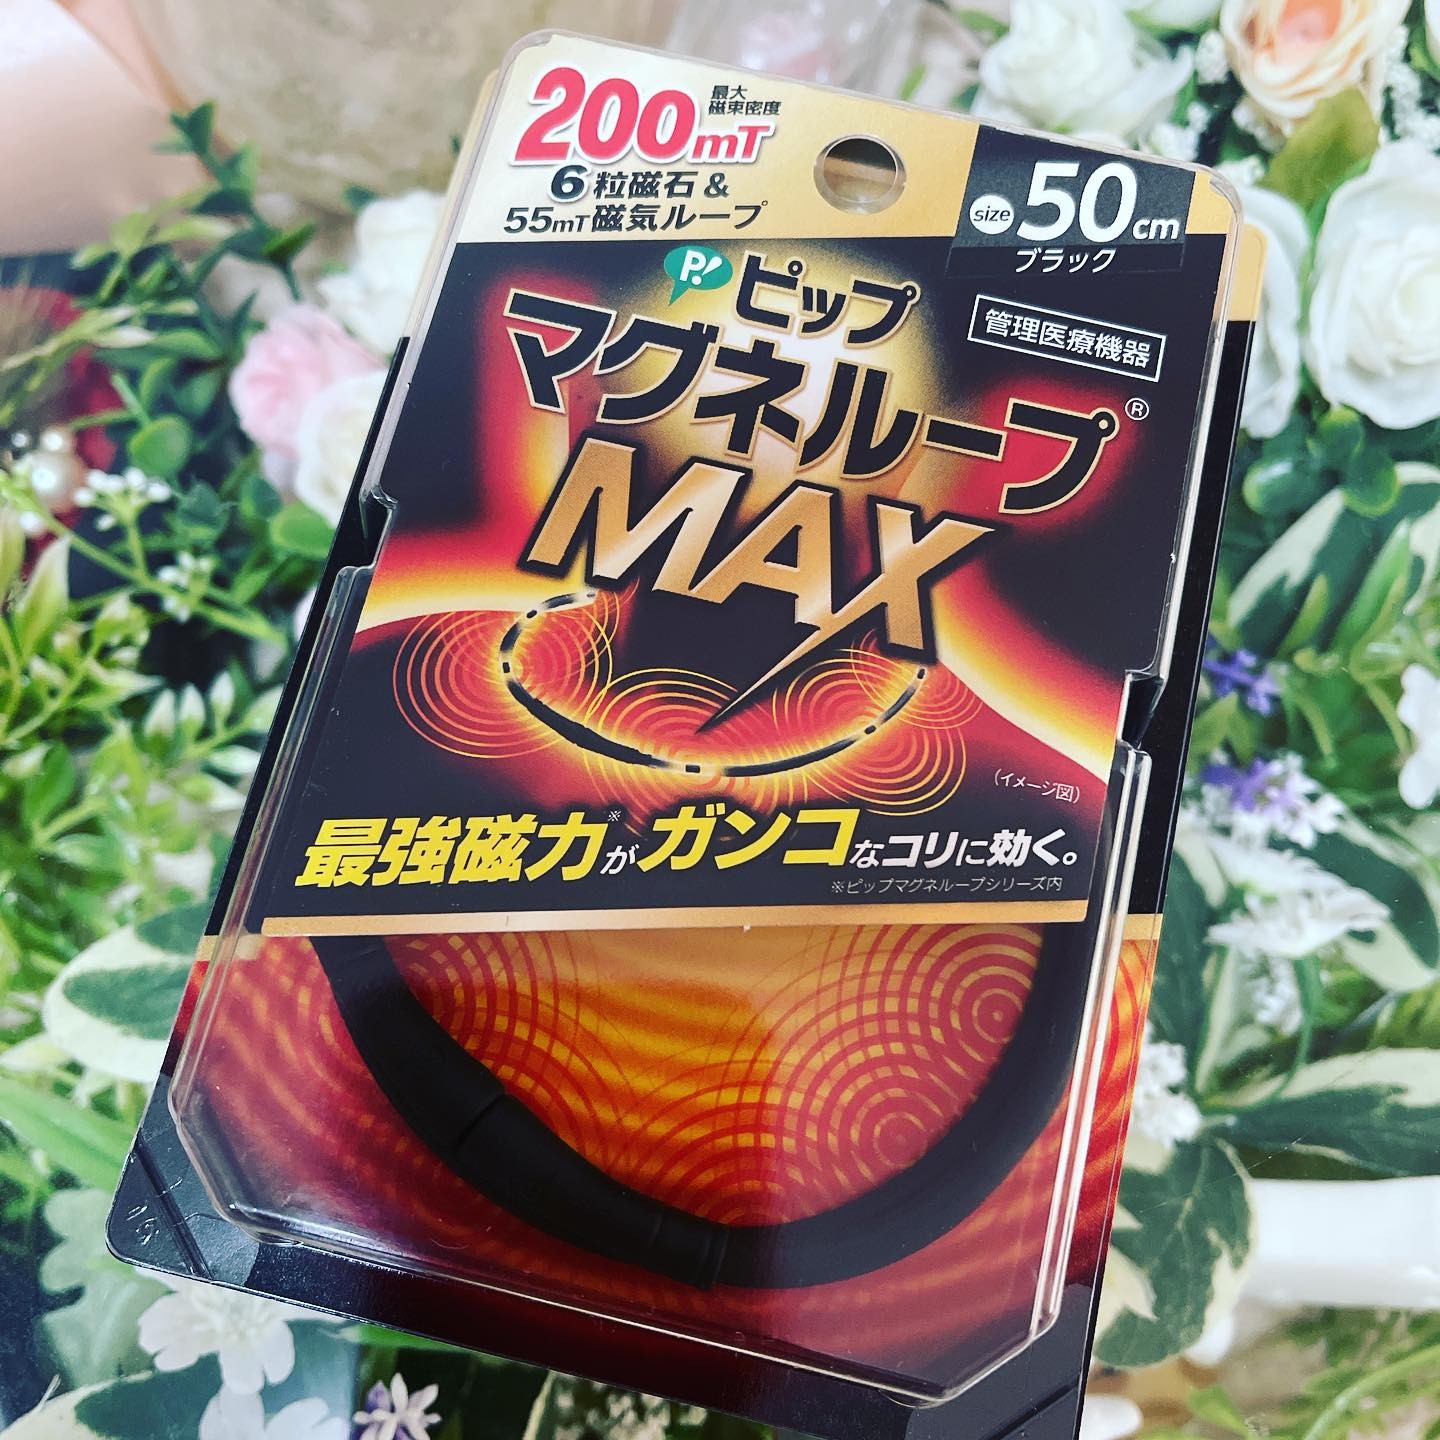 200mT
最大
磁束密度
6粒磁石&
55mT磁気ループ
size 50cm
ブラック
P! ピップ
管理医療機器
マグネループ®
MAX
(イメージ図)
最強磁力※がガンコなコリに効く。
※ピップマグネループシリーズ内